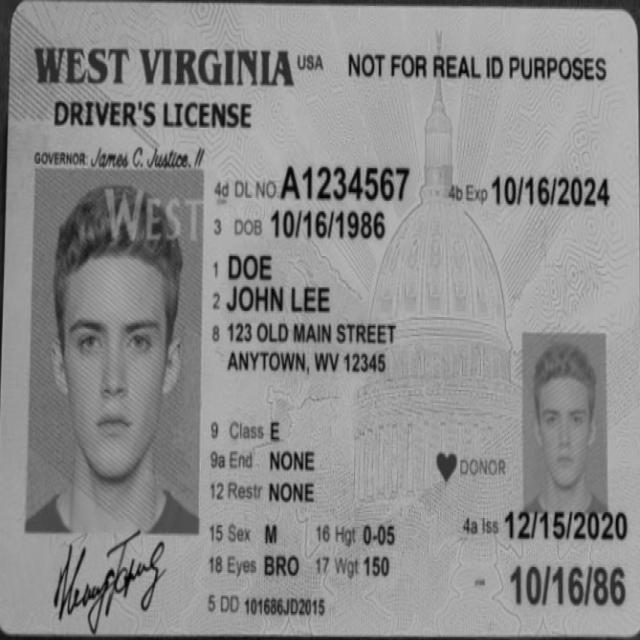 WEST VIRGINIA USA NOT FOR REAL ID PURPOSES
DRIVER'S LICENSE
GOVERNOR: James C. Justice, II
WEST
4d DL NO. A1234567 4b Exp 10/16/2024
3 DOB 10/16/1986
1 DOE
2 JOHN LEE
8 123 OLD MAIN STREET
ANYTOWN, WV 12345
9 Class E
9a End NONE
DONOR
12 Restr NONE
15 Sex M 16 Hgt 0-05 4a Iss 12/15/2020
18 Eyes BRO 17 Wgt 150
10/16/86
5 DD 101686JD2015